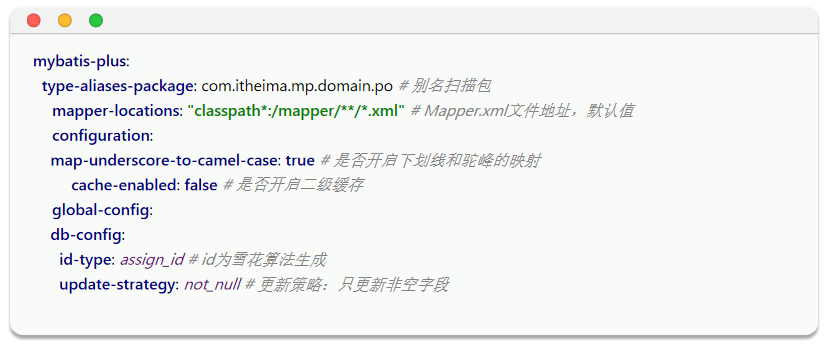 mybatis-plus:
type-aliases-package: com.itheima.mp.domain.po # 别名扫描包
mapper-locations: "classpath*:/mapper/**/*.xml" # Mapper.xml文件地址，默认值
configuration:
map-underscore-to-camel-case: true # 是否开启下划线和驼峰的映射
cache-enabled: false # 是否开启二级缓存
global-config:
db-config:
id-type: assign_id # id为雪花算法生成
update-strategy: not_null # 更新策略：只更新非空字段